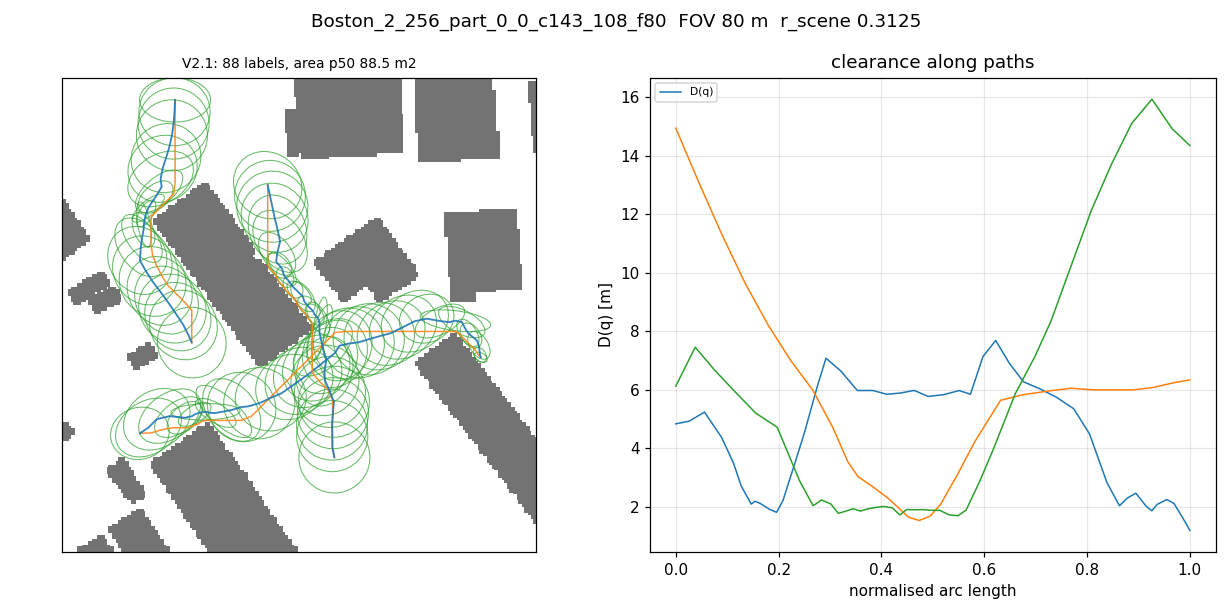 Boston_2_256_part_0_0_c143_108_f80  FOV 80 m  r_scene 0.3125
V2.1: 88 labels, area p50 88.5 m2
clearance along paths
D(q)
D(q) [m]
16
14
12
10
8
6
4
2
0.0 0.2 0.4 0.6 0.8 1.0
normalised arc length